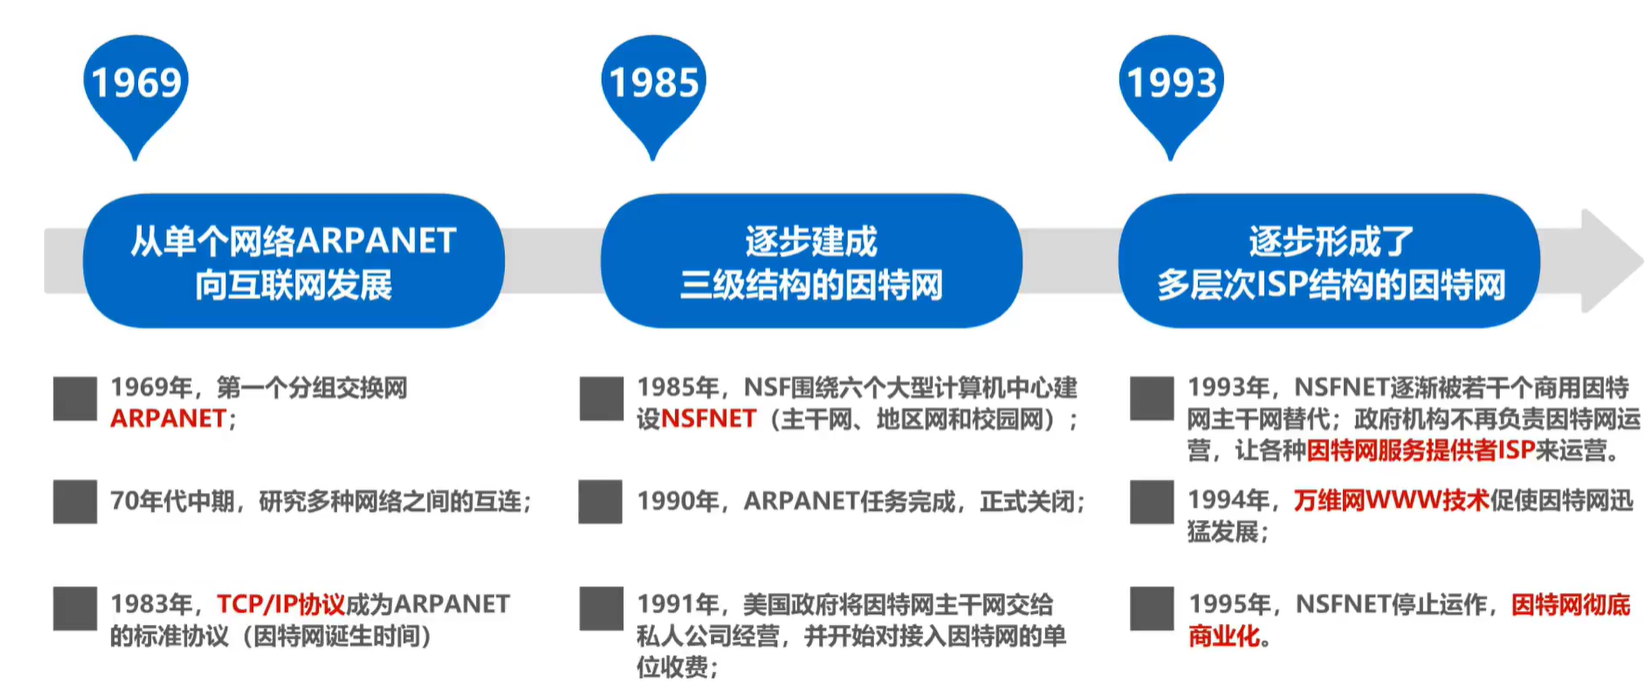 1969
1985
1993
从单个网络ARPANET
向互联网发展
逐步建成
三级结构的因特网
逐步形成了
多层次ISP结构的因特网
1969年，第一个分组交换网
ARPANET；
70年代中期，研究多种网络之间的互连；
1983年，TCP/IP协议成为ARPANET
的标准协议（因特网诞生时间）
1985年，NSF围绕六个大型计算机中心建
设NSFNET（主干网、地区网和校园网）；
1990年，ARPANET任务完成，正式关闭；
1991年，美国政府将因特网主干网交给
私人公司经营，并开始对接入因特网的单
位收费；
1993年，NSFNET逐渐被若干个商用因特
网主干网替代；政府机构不再负责因特网运
营，让各种因特网服务提供者ISP来运营。
1994年，万维网WWW技术促使因特网迅
猛发展；
1995年，NSFNET停止运作，因特网彻底
商业化。